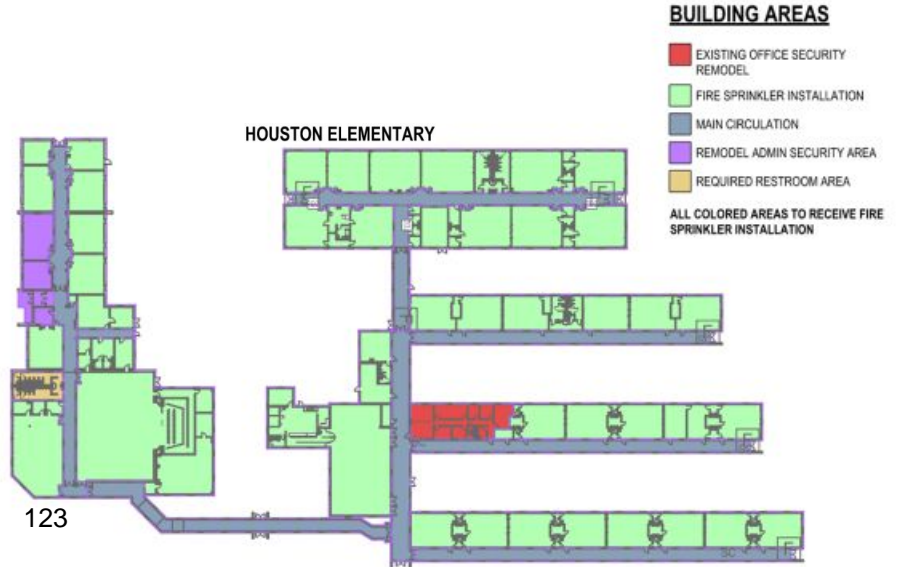 BUILDING AREAS
EXISTING OFFICE SECURITY
REMODEL
FIRE SPRINKLER INSTALLATION
MAIN CIRCULATION
REMODEL ADMIN SECURITY AREA
REQUIRED RESTROOM AREA
ALL COLORED AREAS TO RECEIVE FIRE
SPRINKLER INSTALLATION
HOUSTON ELEMENTARY
123